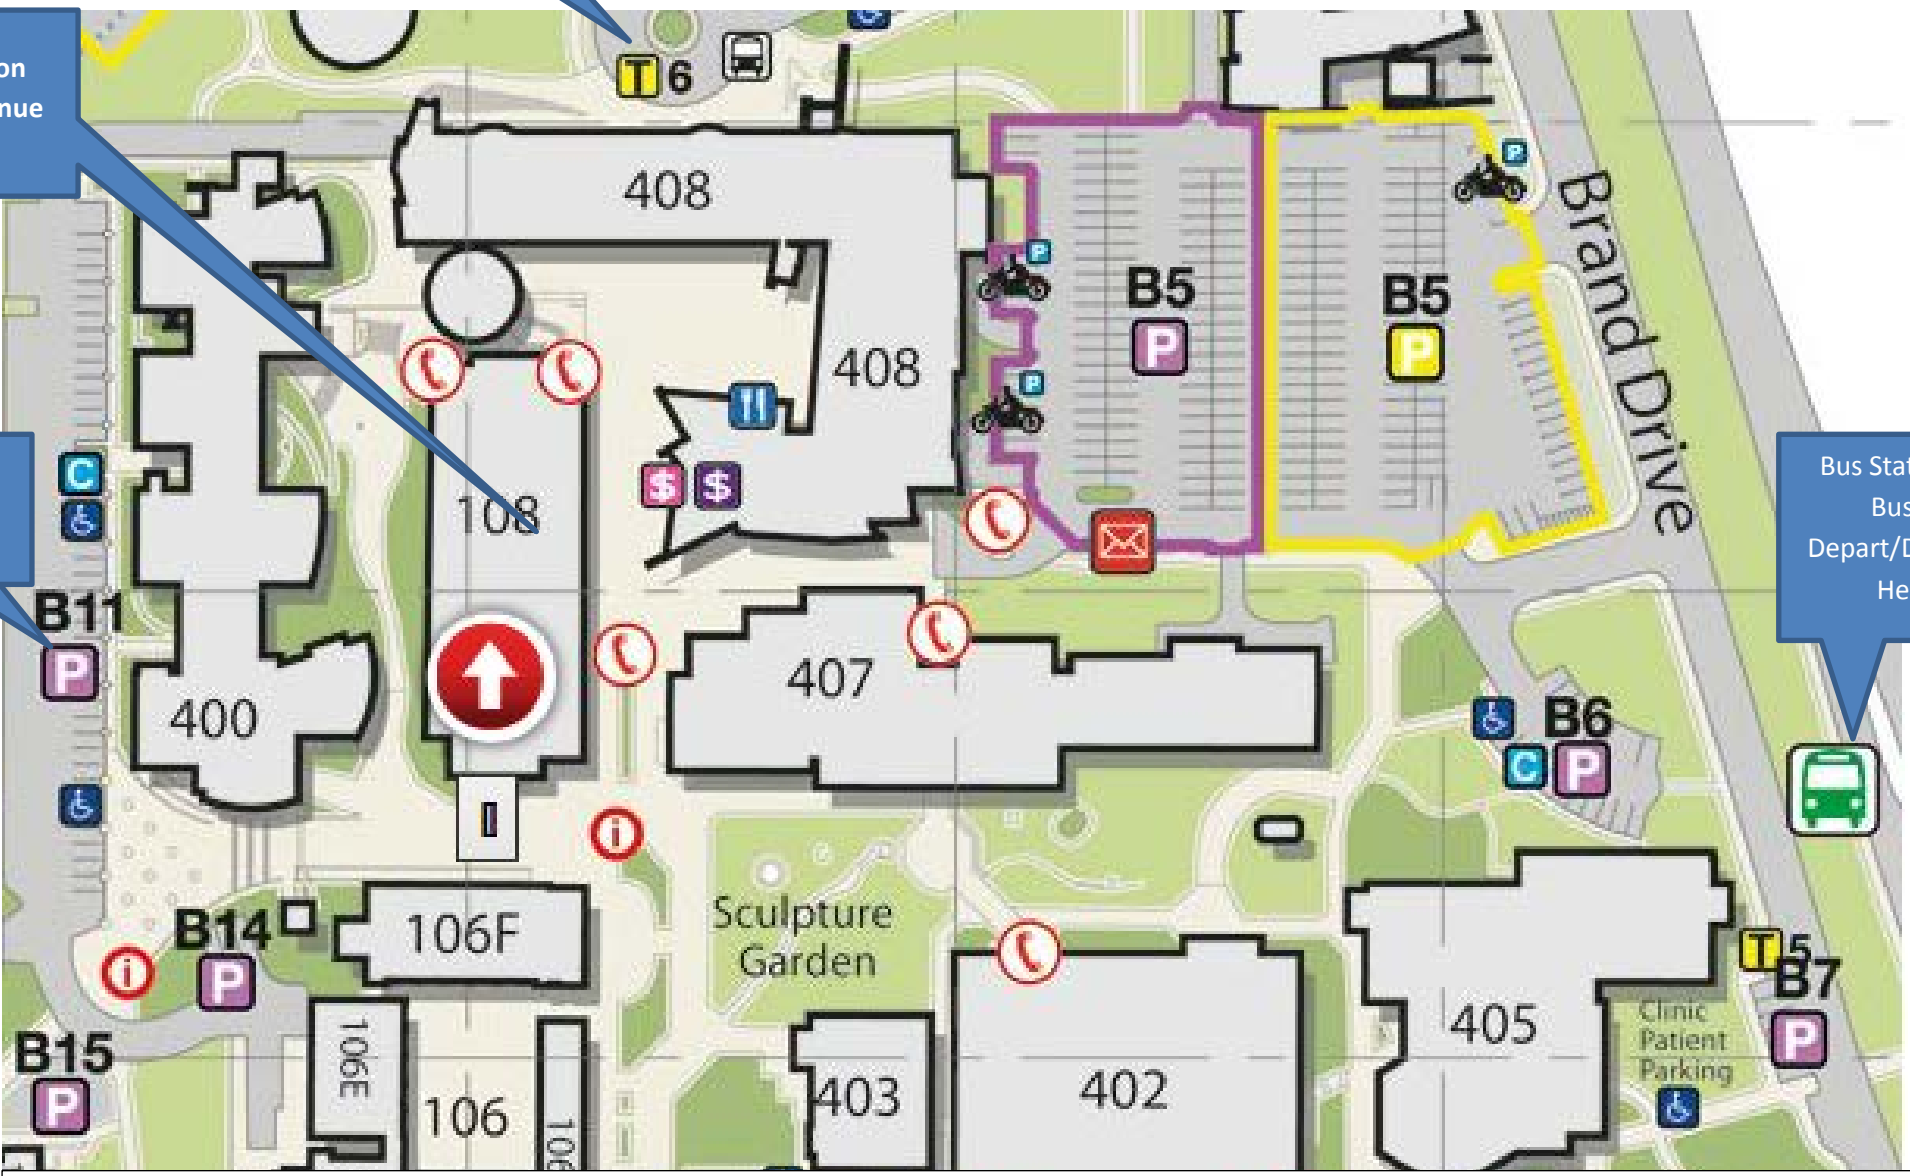 on
nue
T 6
408
P
P
Brand Drive
B5
P
B5
P
408
P
C
108
$ $
Bus Stat
Bus
Depart/D
He
B11
P
400
407
B6
C P
i
Sculpture
Garden
106F
B14
P
i
T 5
B7
P
Clinic
Patient
Parking
405
B15
P
106E
106
106
403
402